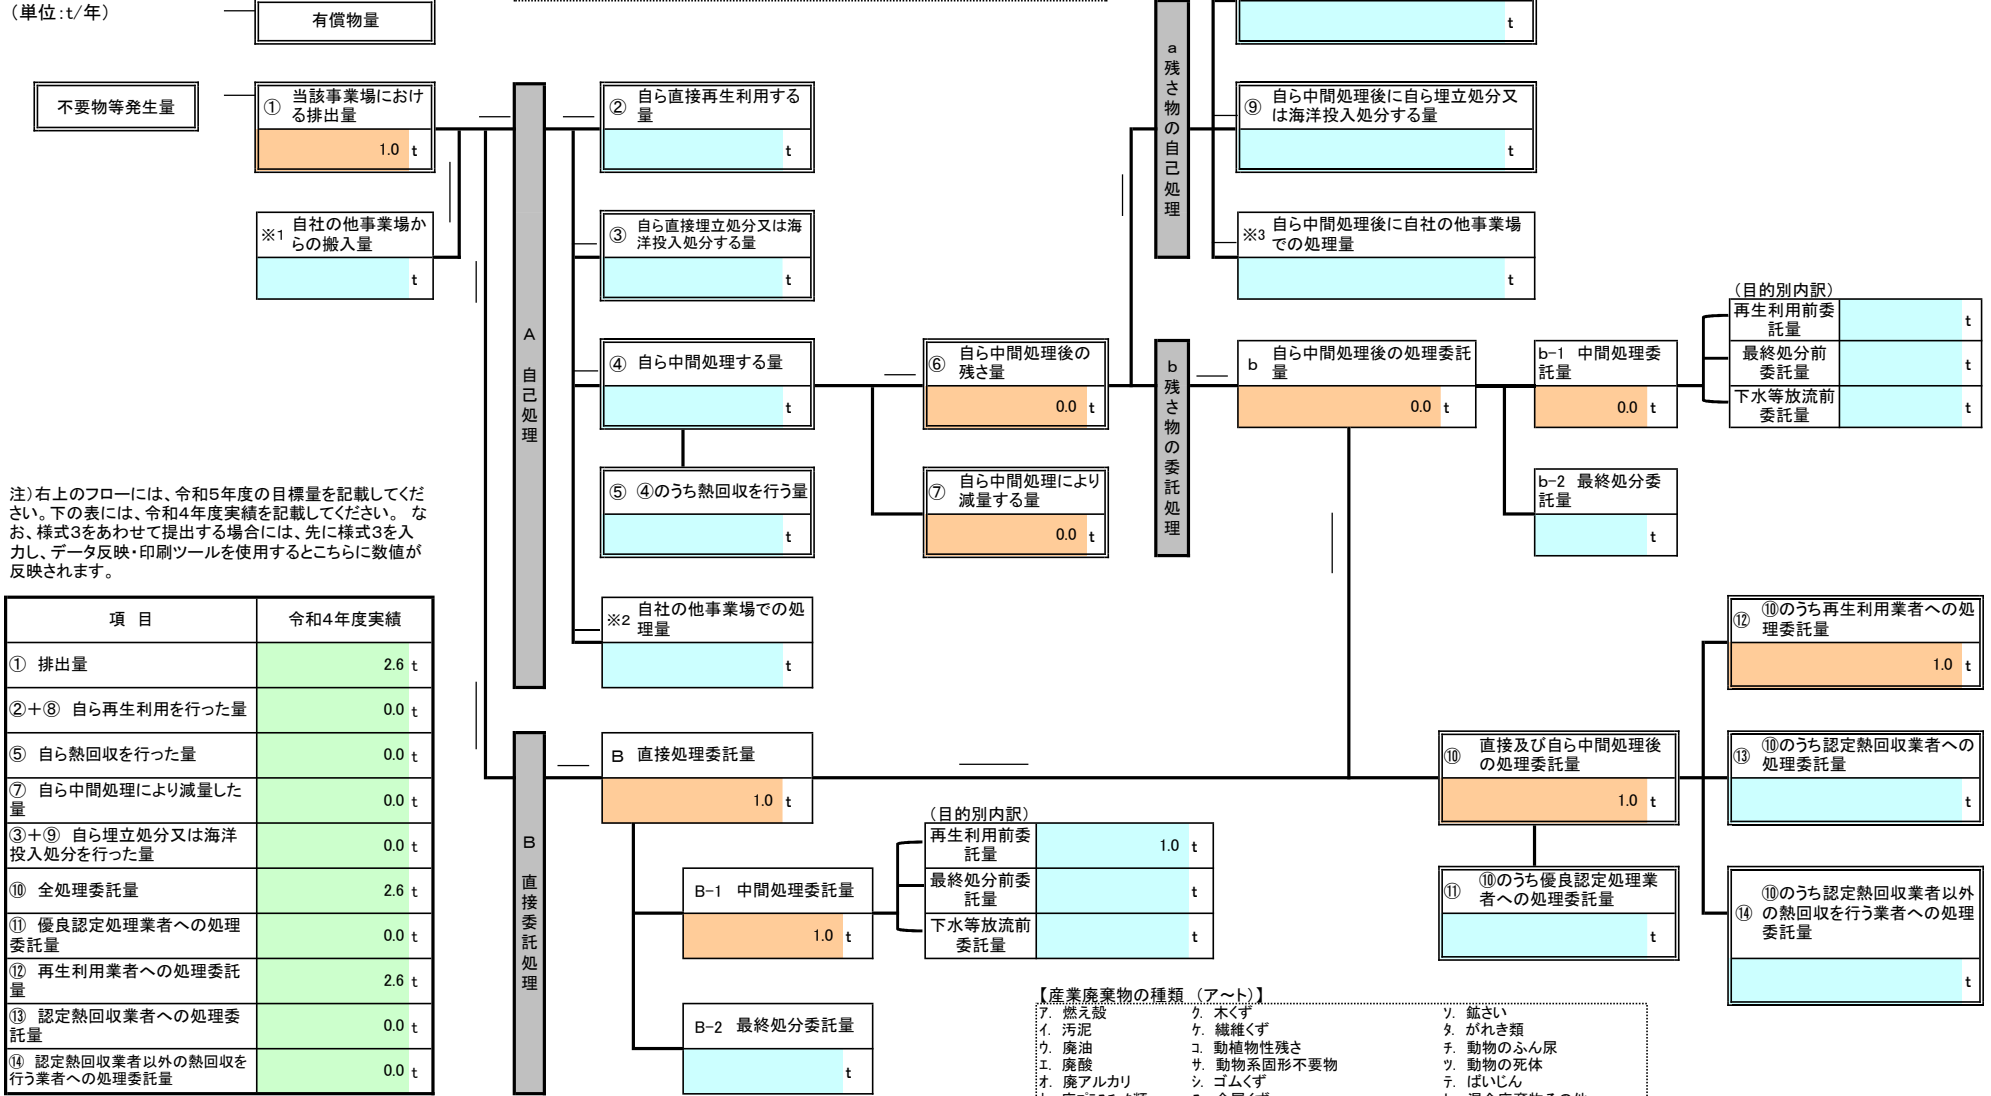 （単位:t/年）
有償物量
t
不要物等発生量
① 当該事業場におけ
る排出量
1.0 t
※1 自社の他事業場か
らの搬入量
t
A 自己処理
② 自ら直接再生利用する
量
t
③ 自ら直接埋立処分又は海
洋投入処分する量
t
④ 自ら中間処理する量
t
⑤ ④のうち熱回収を行う量
t
※2 自社の他事業場での処
理量
t
⑥ 自ら中間処理後の
残さ量
0.0 t
⑦ 自ら中間処理により
減量する量
0.0 t
a 残さ物の自己処理
⑨ 自ら中間処理後に自ら埋立処分又
は海洋投入処分する量
t
※3 自ら中間処理後に自社の他事業場
での処理量
t
b 残さ物の委託処理
b 自ら中間処理後の処理委託
量
0.0 t
b-1 中間処理委
託量
0.0 t
b-2 最終処分委
託量
t
（目的別内訳）
再生利用前委
託量
t
最終処分前
委託量
t
下水等放流前
委託量
t
注）右上のフローには、令和5年度の目標量を記載してくだ
さい。下の表には、令和4年度実績を記載してください。 な
お、様式3をあわせて提出する場合には、先に様式3を入
力し、データ反映・印刷ツールを使用するとこちらに数値が
反映されます。
項 目 令和4年度実績
① 排出量 2.6 t
②＋⑧ 自ら再生利用を行った量 0.0 t
⑤ 自ら熱回収を行った量 0.0 t
⑦ 自ら中間処理により減量した
量 0.0 t
③＋⑨ 自ら埋立処分又は海洋
投入処分を行った量 0.0 t
⑩ 全処理委託量 2.6 t
⑪ 優良認定処理業者への処理
委託量 0.0 t
⑫ 再生利用業者への処理委託
量 2.6 t
⑬ 認定熱回収業者への処理委
託量 0.0 t
⑭ 認定熱回収業者以外の熱回収を
行う業者への処理委託量 0.0 t
B 直接委託処理
B 直接処理委託量
1.0 t
B-1 中間処理委託量
1.0 t
B-2 最終処分委託量
t
（目的別内訳）
再生利用前委
託量
1.0 t
最終処分前委
託量
t
下水等放流前
委託量
t
⑩ 直接及び自ら中間処理後
の処理委託量
1.0 t
⑪ ⑩のうち優良認定処理業
者への処理委託量
t
⑫ ⑩のうち再生利用業者への処
理委託量
1.0 t
⑬ ⑩のうち認定熱回収業者への
処理委託量
t
⑭ ⑩のうち認定熱回収業者以外
の熱回収を行う業者への処理
委託量
t
【産業廃棄物の種類 （ア～ト）】
ア. 燃え殻 ク. 木くず ソ. 鉱さい
イ. 汚泥 ケ. 繊維くず タ. がれき類
ウ. 廃油 コ. 動植物性残さ チ. 動物のふん尿
エ. 廃酸 サ. 動物系固形不要物 ツ. 動物の死体
オ. 廃アルカリ シ. ゴムくず テ. ばいじん